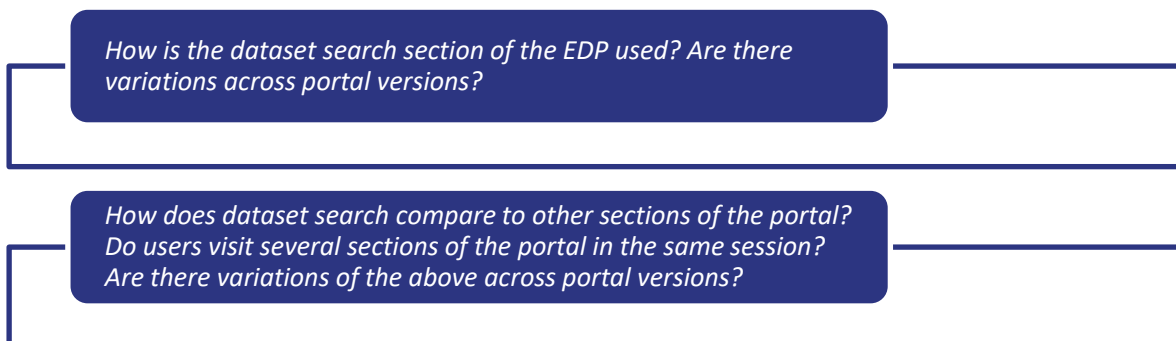 How is the dataset search section of the EDP used? Are there
variations across portal versions?
How does dataset search compare to other sections of the portal?
Do users visit several sections of the portal in the same session?
Are there variations of the above across portal versions?